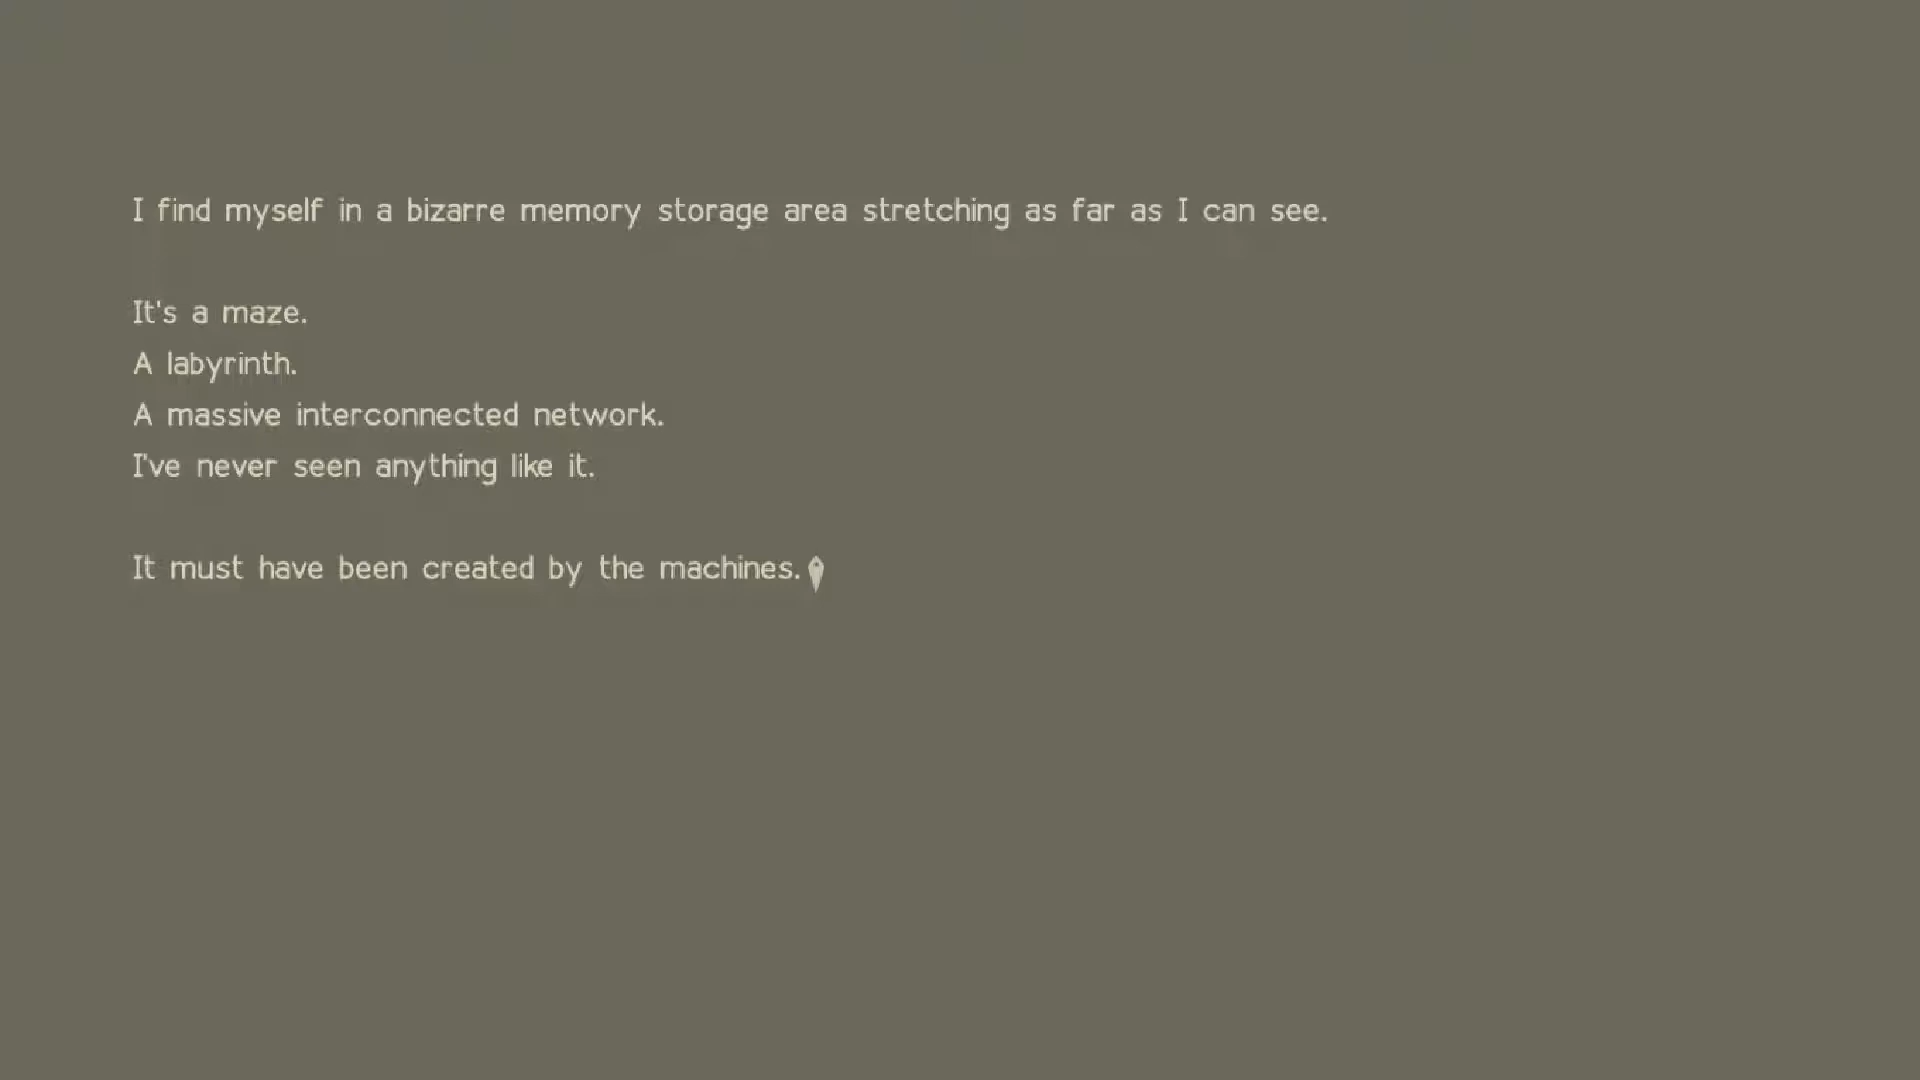 I find myself in a bizarre memory storage area stretching as far as I can see.
It's a maze.
A labyrinth.
A massive interconnected network.
I've never seen anything like it.
It must have been created by the machines.